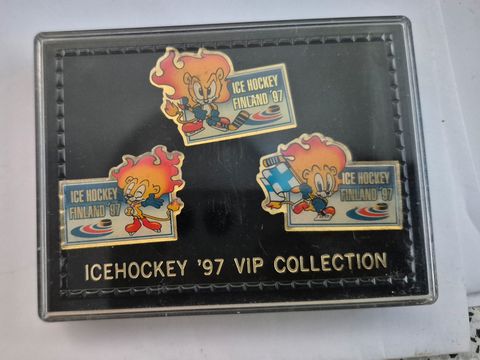 ICE HOCKEY
FINLAND '97
ICE HOCKEY
FINLAND '97
ICE HOCKEY
FINLAND '97
ICEHOCKEY '97 VIP COLLECTION